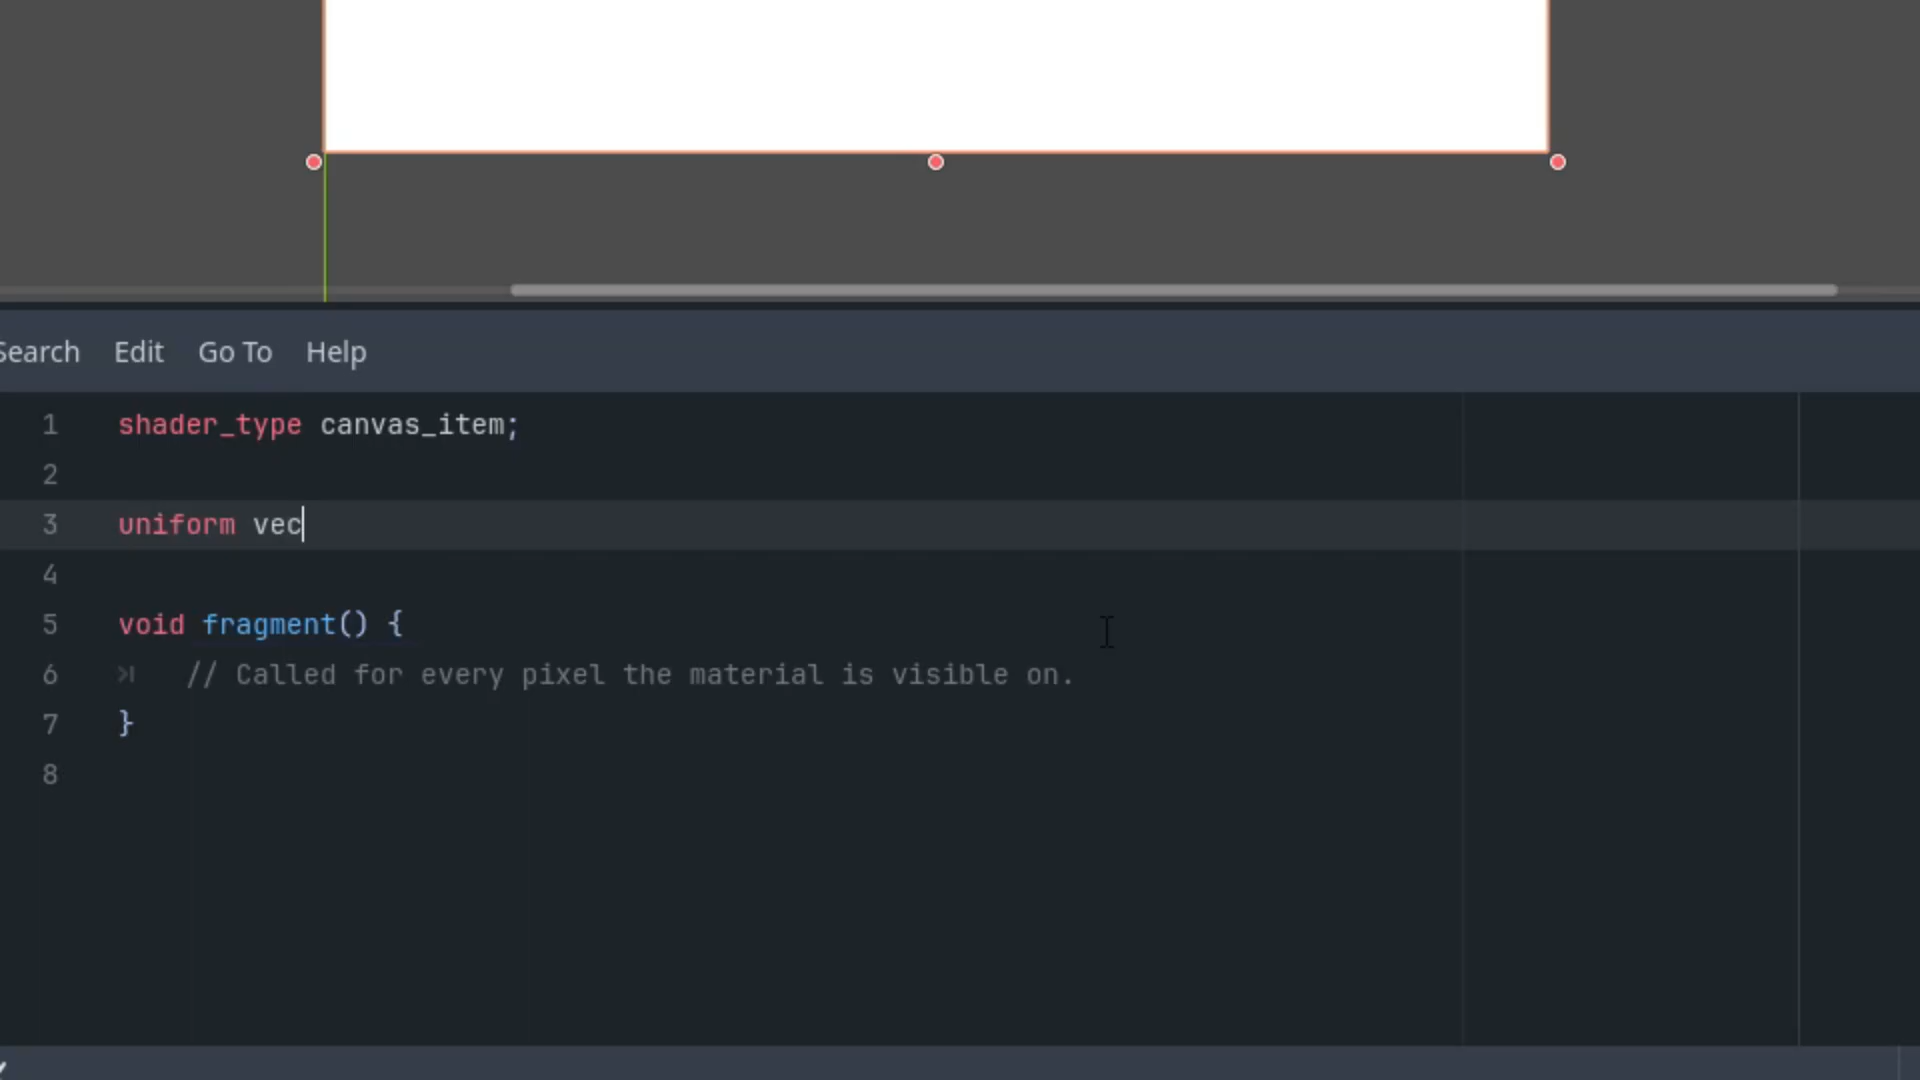 Search Edit Go To Help
1 shader_type canvas_item;
2
3 uniform vec
4
5 void fragment() {
6 // Called for every pixel the material is visible on.
7 }
8